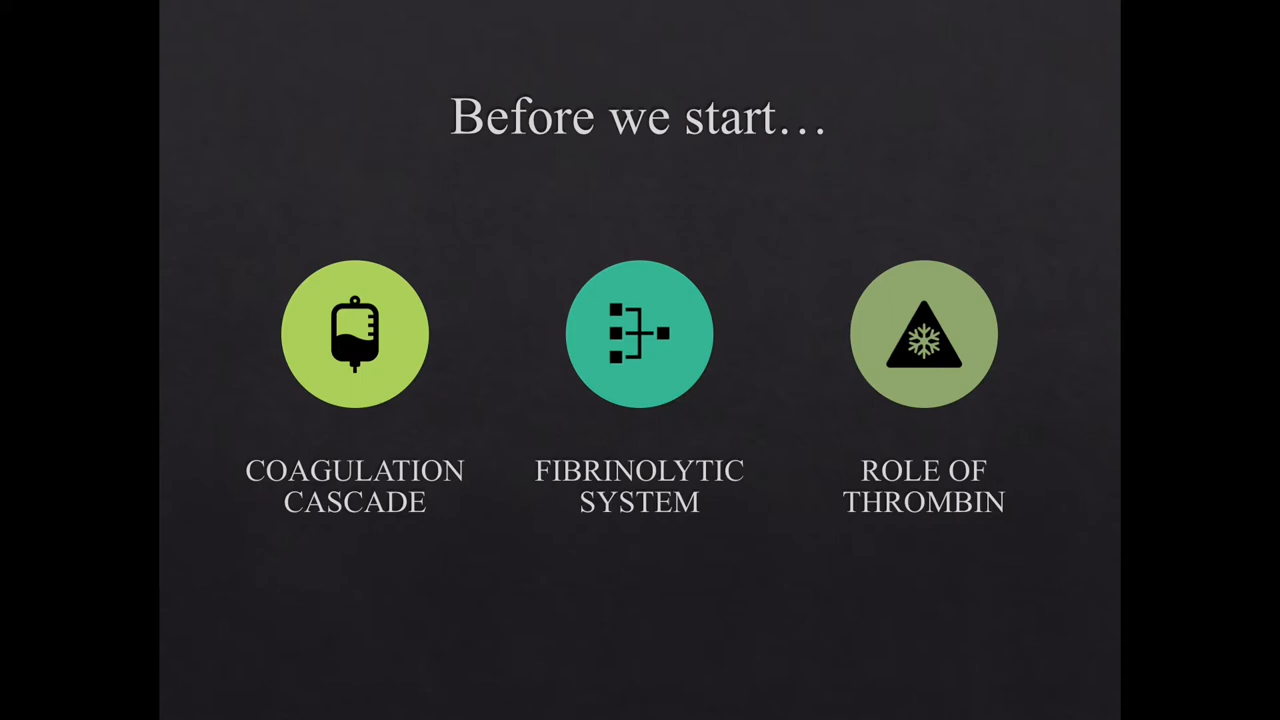 Before we start…
COAGULATION
CASCADE
FIBRINOLYTIC
SYSTEM
ROLE OF
THROMBIN